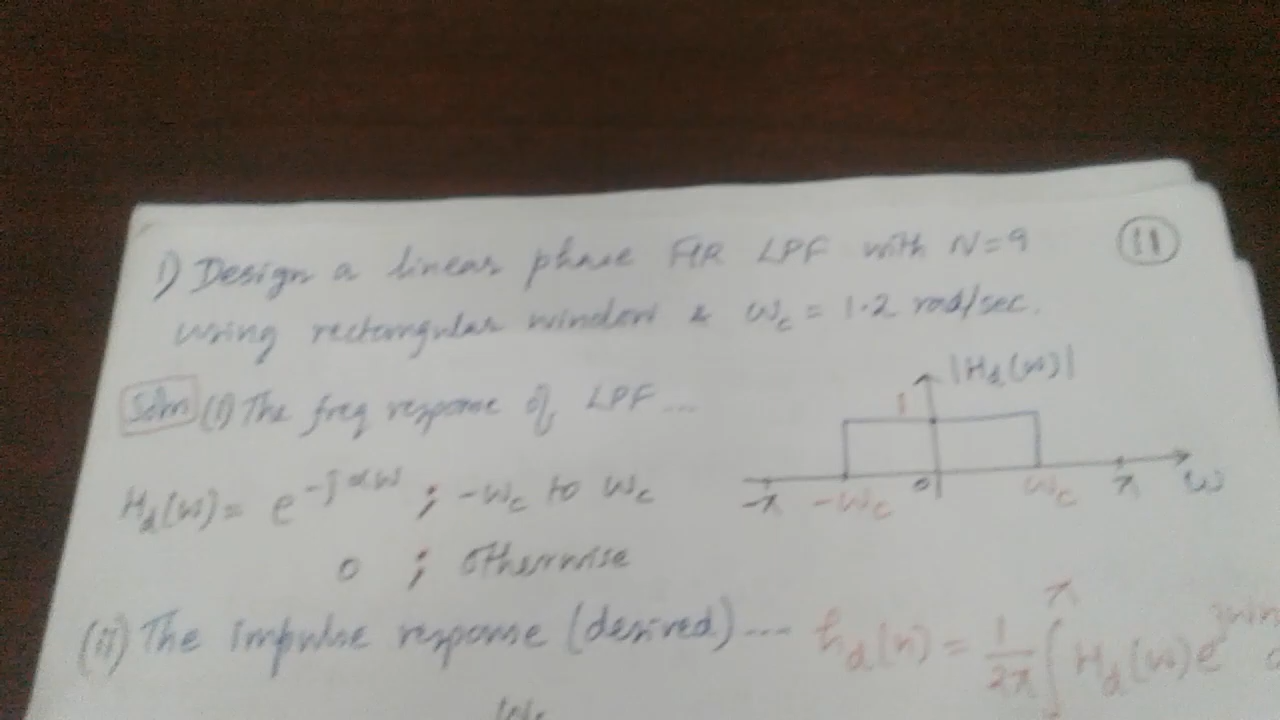 1) Design a linear phase FIR LPF with N=9
(11)
using rectangular window & ωc = 1.2 rad/sec.
Soln (i) The freq response of LPF ...
|Hd(ω)|
1
Hd(ω) = e^-jαω ; -ωc to ωc
-π -ωc 0 ωc π ω
0 ; otherwise
(ii) The impulse response (desired) ... hd(n) = 1/2π ∫ Hd(ω) e
π